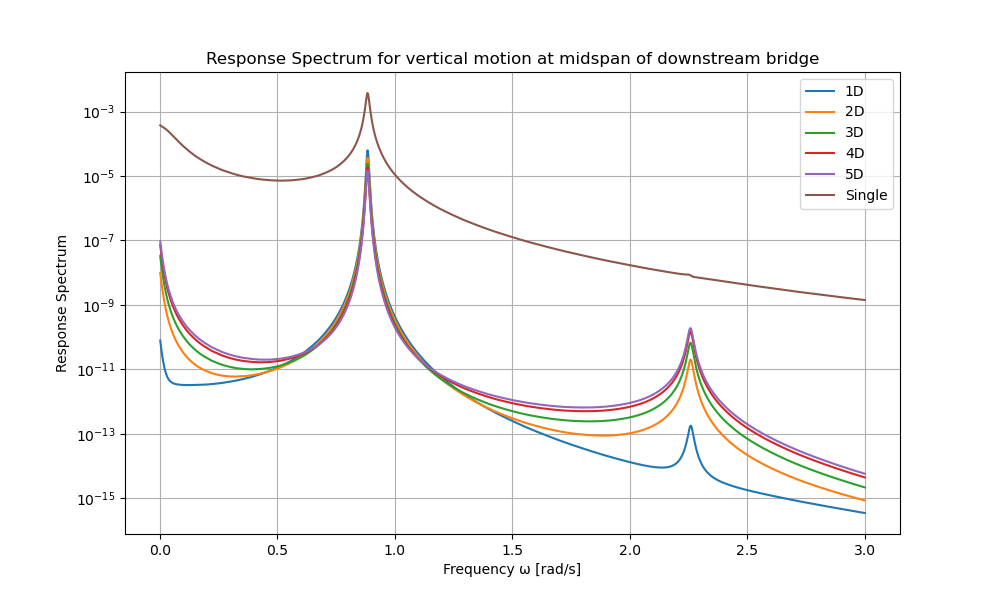 Response Spectrum for vertical motion at midspan of downstream bridge
Response Spectrum
10⁻³
10⁻⁵
10⁻⁷
10⁻⁹
10⁻¹¹
10⁻¹³
10⁻¹⁵
1D
2D
3D
4D
5D
Single
0.0 0.5 1.0 1.5 2.0 2.5 3.0
Frequency ω [rad/s]